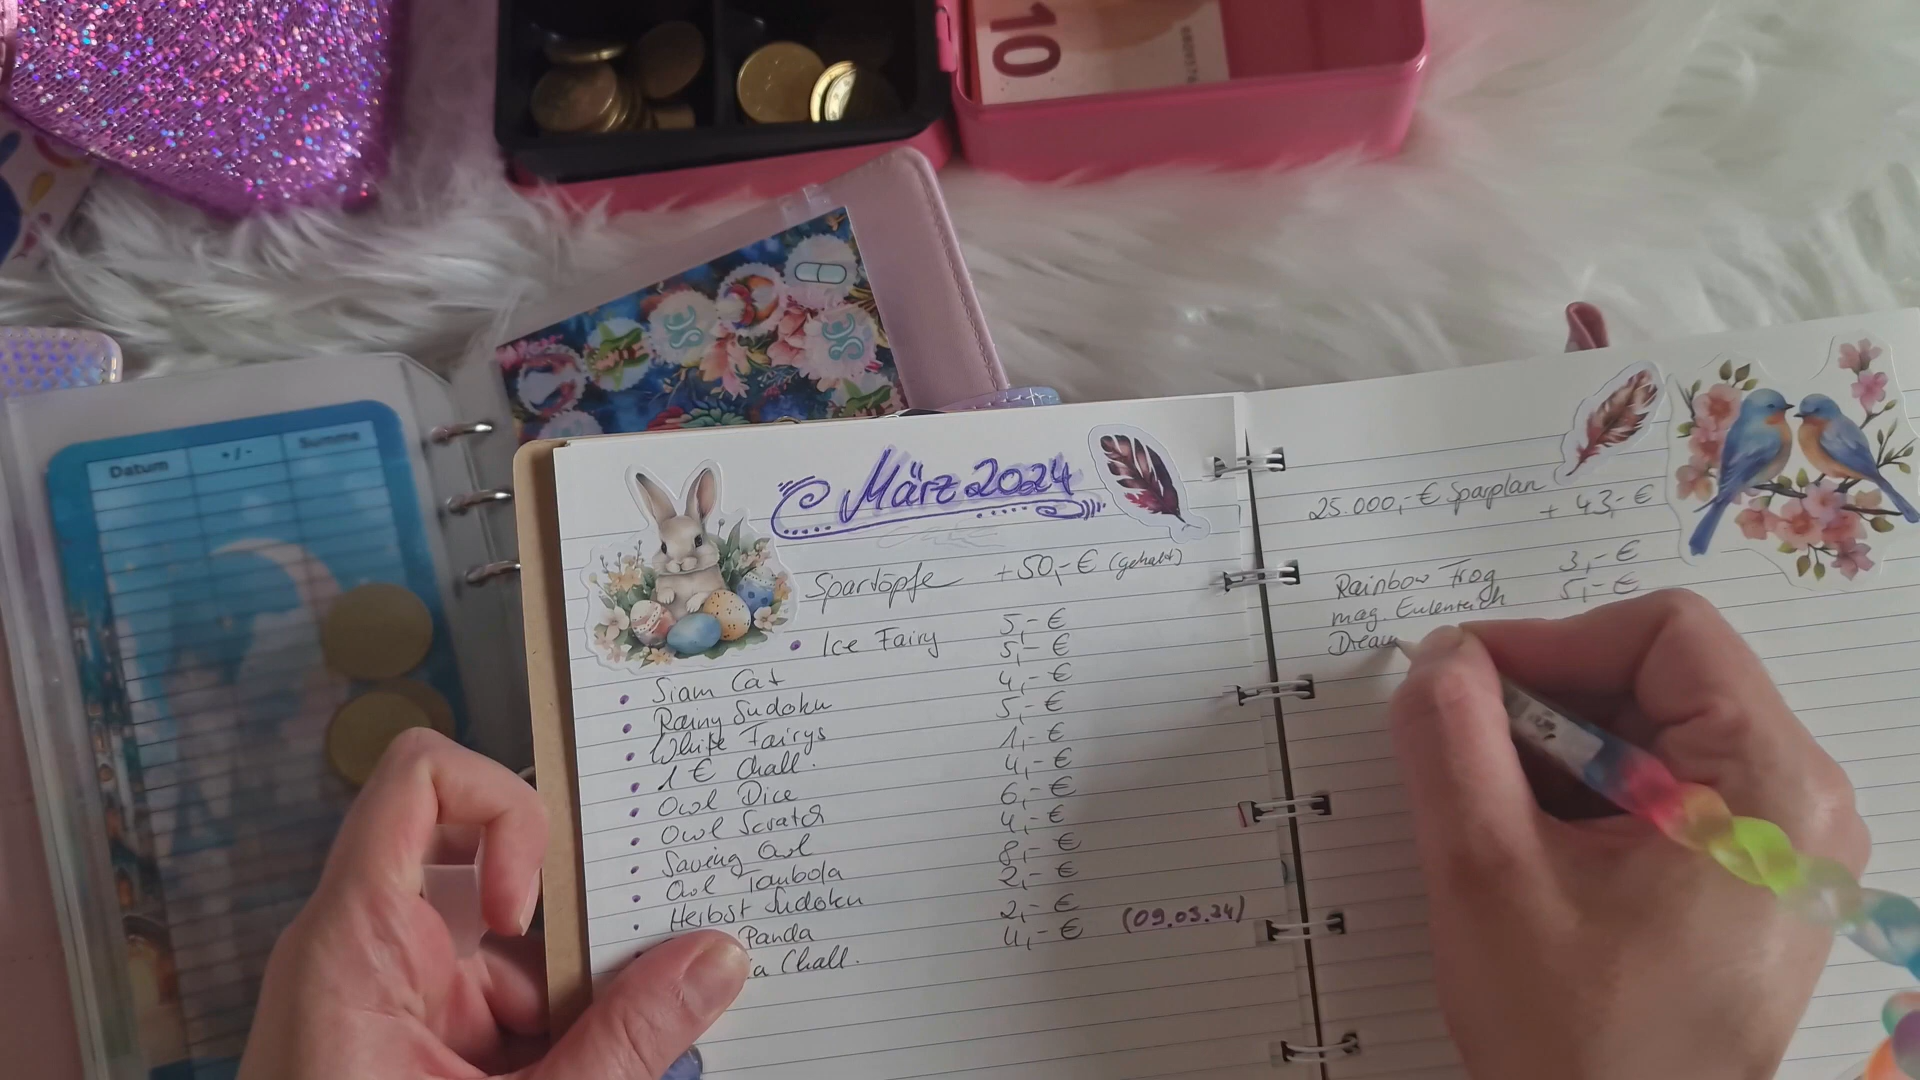 10
Datum +/- Summe
März 2024
Spartöpfe +50,-€ (gehalt)
• Ice Fairy 5,-€
• Siam Cat 5,-€
• Rainy Sudoku 4,-€
• White Fairys 5,-€
• 1 € Chall. 1,-€
• Owl Dice 4,-€
• Owl Scratch 6,-€
• Saving Owl 4,-€
• Owl Tombola 8,-€
• Herbst Sudoku 2,-€
Panda 2,-€
a Chall. 4,-€ (09.03.24)
25.000,-€ Sparplan
+ 43,-€
Rainbow Frog 3,-€
mag. Eulenteich 5,-€
Dream